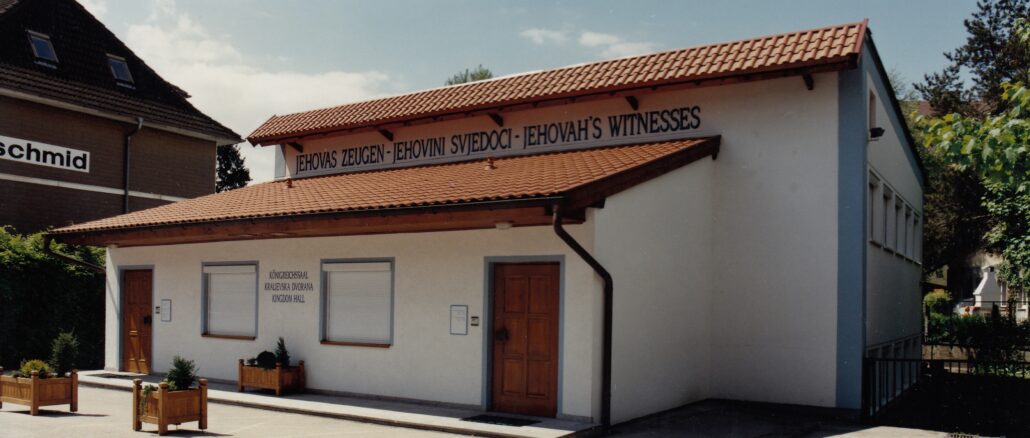 schmid
JEHOVAS ZEUGEN - JEHOVINI SVJEDOCI - JEHOVAH'S WITNESSES
KÖNIGREICHSSAAL
KRALJEVSKA DVORANA
KINGDOM HALL